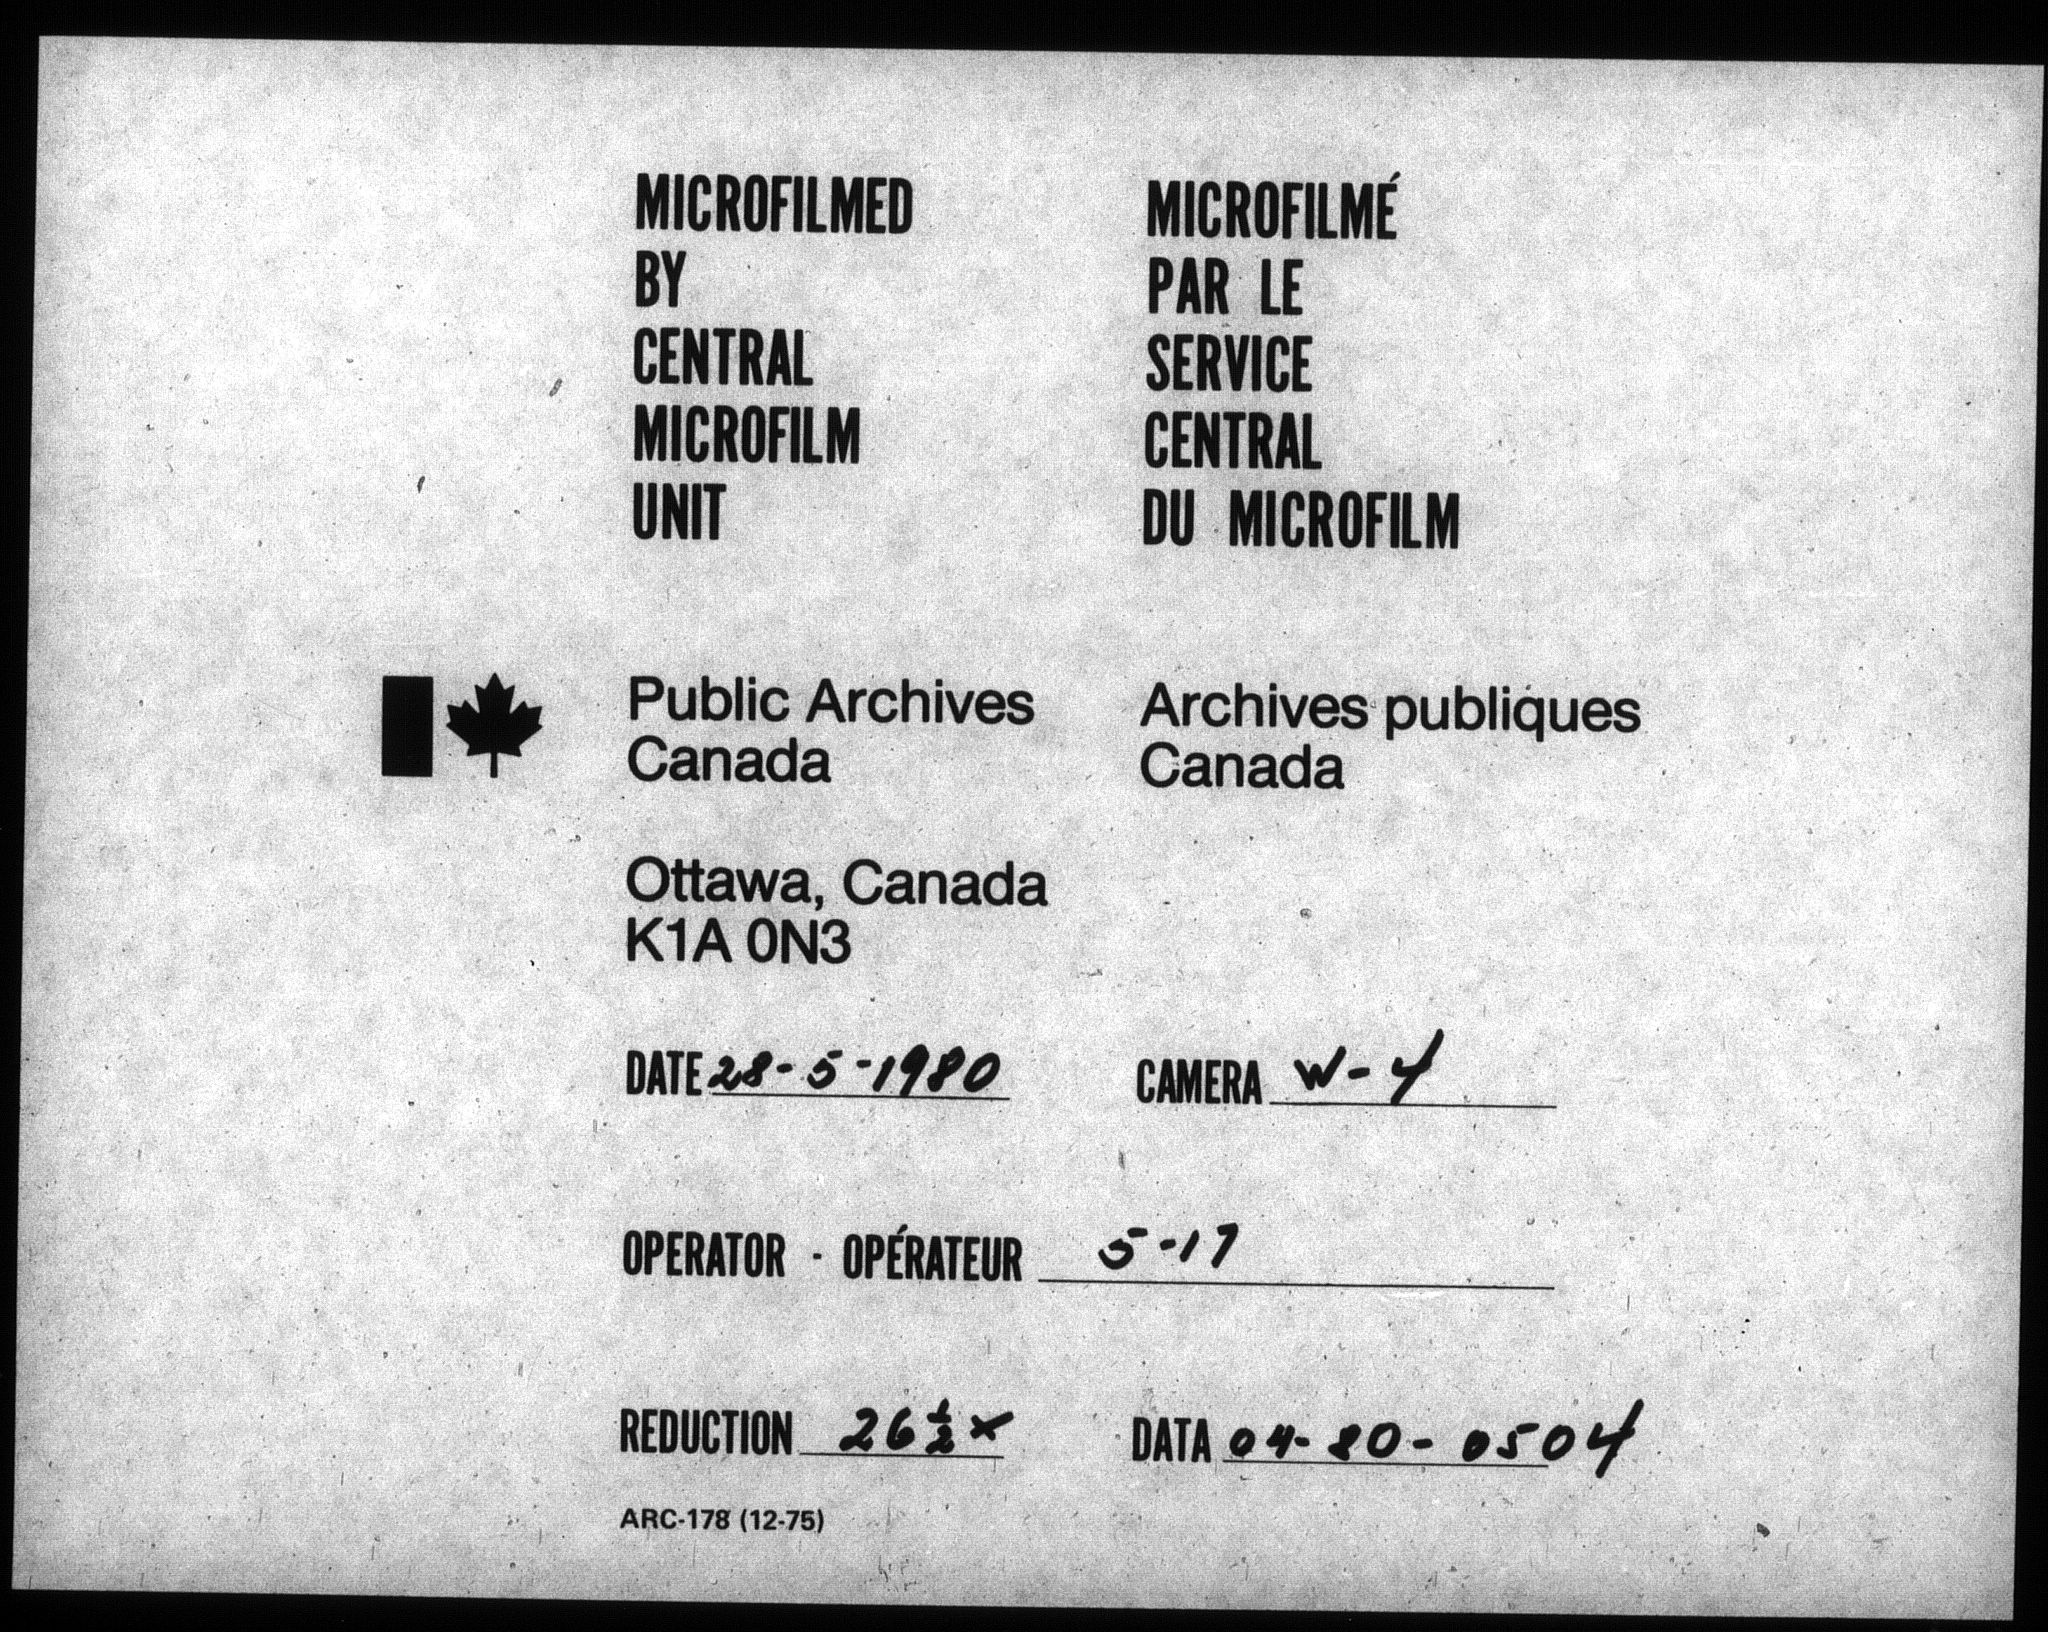 MICROFILMED
BY
CENTRAL
MICROFILM
UNIT
MICROFILMÉ
PAR LE
SERVICE
CENTRAL
DU MICROFILM
Public Archives
Canada
Archives publiques
Canada
Ottawa, Canada
K1A 0N3
DATE 28-5-1980
CAMERA W-4
OPERATOR - OPÉRATEUR 5-17
REDUCTION 26½ x
DATA 04-80-0504
ARC-178 (12-75)